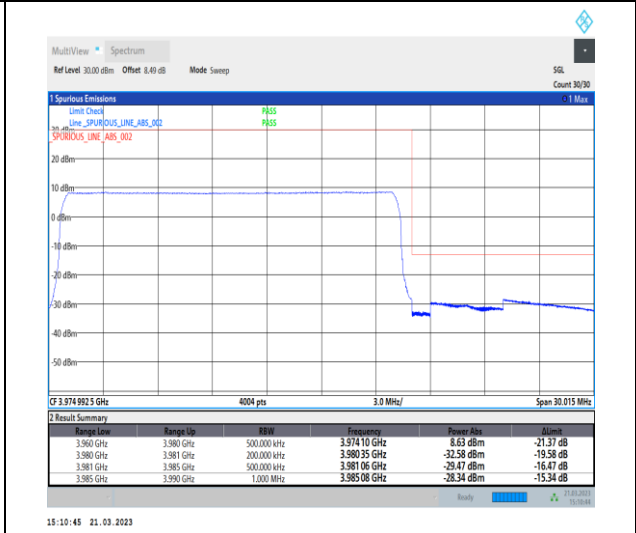 MultiView Spectrum
Ref Level 30.00 dBm Offset 8.49 dB Mode Sweep SGL
Count 30/30
1 Spurious Emissions 1 Max
Limit Check PASS
Line _SPURIOUS_LINE_ABS_002 PASS
30 dBm
_SPURIOUS_LINE_ABS_002
20 dBm
10 dBm
0 dBm
-10 dBm
-20 dBm
-30 dBm
-40 dBm
-50 dBm
CF 3.974 992 5 GHz 4004 pts 3.0 MHz/ Span 30.015 MHz
2 Result Summary
Range Low Range Up RBW Frequency Power Abs ΔLimit
3.960 GHz 3.980 GHz 500.000 kHz 3.974 10 GHz 8.63 dBm -21.37 dB
3.980 GHz 3.981 GHz 200.000 kHz 3.980 35 GHz -32.58 dBm -19.58 dB
3.981 GHz 3.985 GHz 500.000 kHz 3.981 06 GHz -29.47 dBm -16.47 dB
3.985 GHz 3.990 GHz 1.000 MHz 3.985 08 GHz -28.34 dBm -15.34 dB
Ready 21.03.2023
15:10:44
15:10:45 21.03.2023